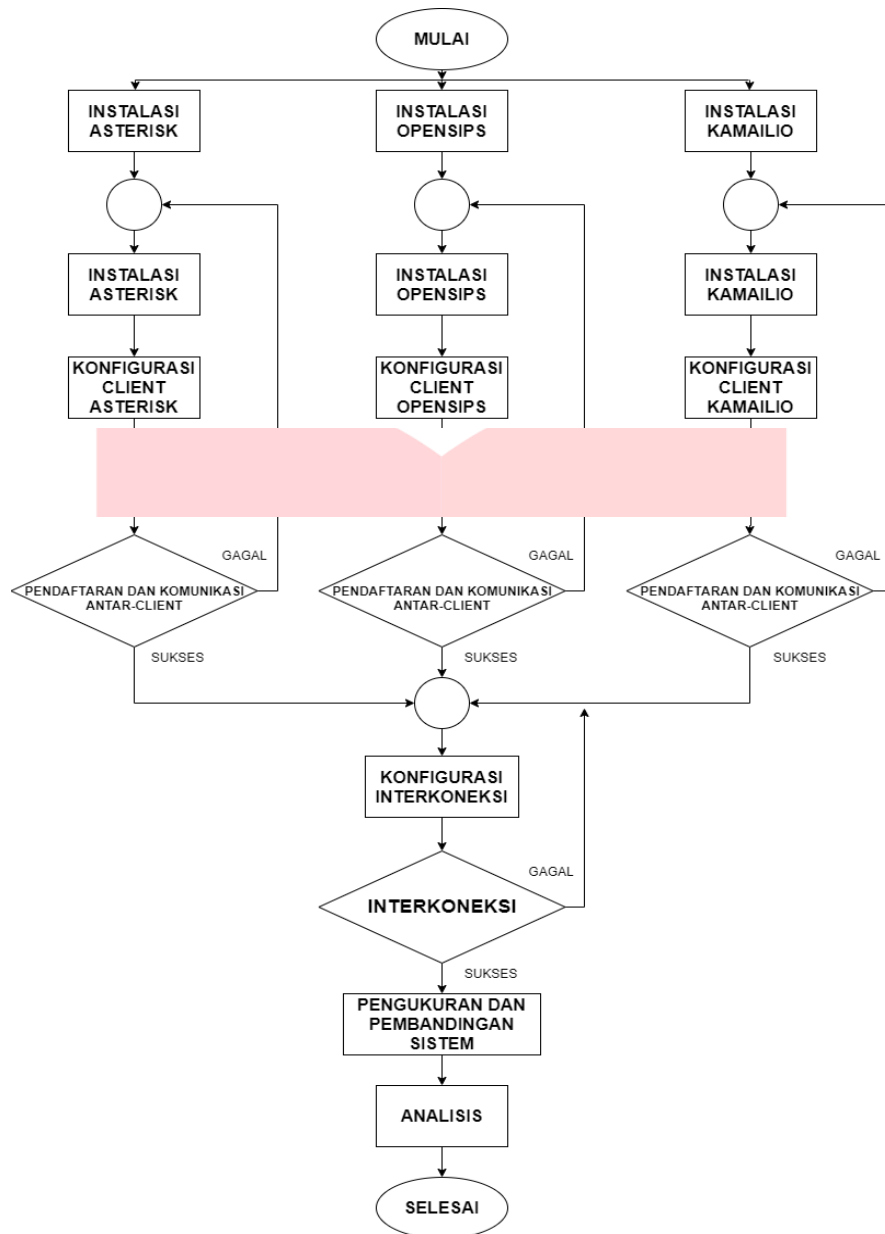 MULAI
INSTALASI
ASTERISK
INSTALASI
OPENSIPS
INSTALASI
KAMAILIO
INSTALASI
ASTERISK
INSTALASI
OPENSIPS
INSTALASI
KAMAILIO
KONFIGURASI
CLIENT
ASTERISK
KONFIGURASI
CLIENT
OPENSIPS
KONFIGURASI
CLIENT
KAMAILIO
GAGAL
PENDAFTARAN DAN KOMUNIKASI
ANTAR-CLIENT
SUKSES
GAGAL
PENDAFTARAN DAN KOMUNIKASI
ANTAR-CLIENT
SUKSES
GAGAL
PENDAFTARAN DAN KOMUNIKASI
ANTAR-CLIENT
SUKSES
KONFIGURASI
INTERKONEKSI
GAGAL
INTERKONEKSI
SUKSES
PENGUKURAN DAN
PEMBANDINGAN
SISTEM
ANALISIS
SELESAI